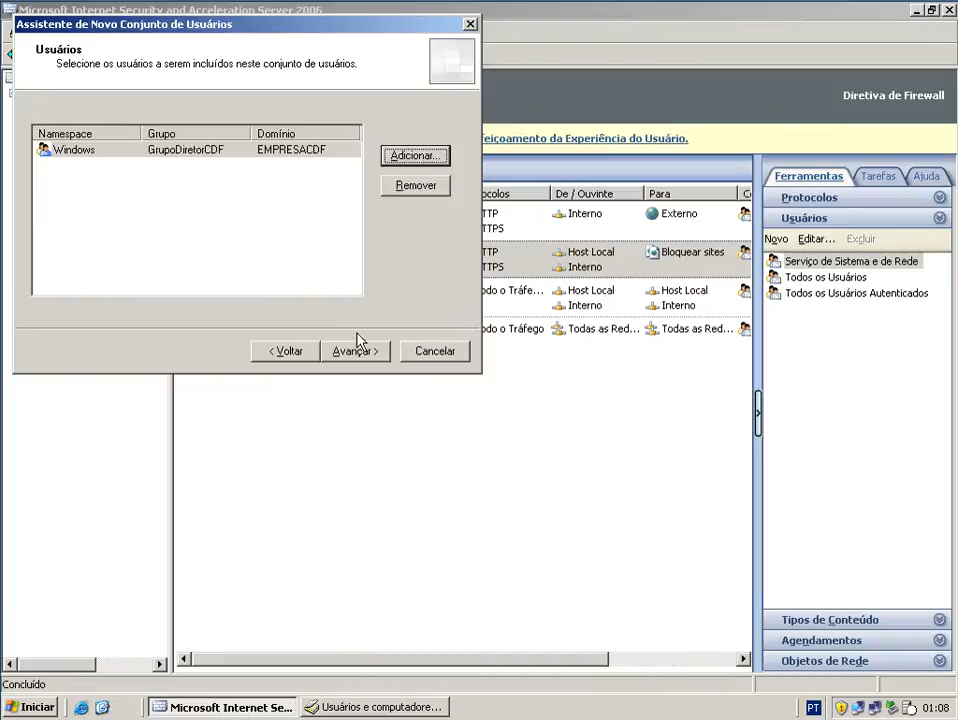 Microsoft Internet Security and Acceleration Server 2006
Assistente de Novo Conjunto de Usuários
Usuários
Selecione os usuários a serem incluídos neste conjunto de usuários.
Namespace Grupo Domínio
Windows GrupoDiretorCDF EMPRESACDF
Adicionar...
Remover
< Voltar Avançar > Cancelar
Diretiva de Firewall
feiçoamento da Experiência do Usuário.
ocolos De / Ouvinte Para
TTP Interno Externo
TTPS
TTP Host Local Bloquear sites
TTPS Interno
odo o Tráfe... Host Local Host Local
Interno Interno
odo o Tráfego Todas as Red... Todas as Red...
Ferramentas Tarefas Ajuda
Protocolos
Usuários
Novo Editar... Excluir
Serviço de Sistema e de Rede
Todos os Usuários
Todos os Usuários Autenticados
Tipos de Conteúdo
Agendamentos
Objetos de Rede
Concluído
Iniciar Microsoft Internet Se... Usuários e computadore... PT 01:08